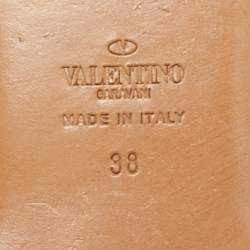 V
VALENTINO
GARAVANI
MADE IN ITALY
38